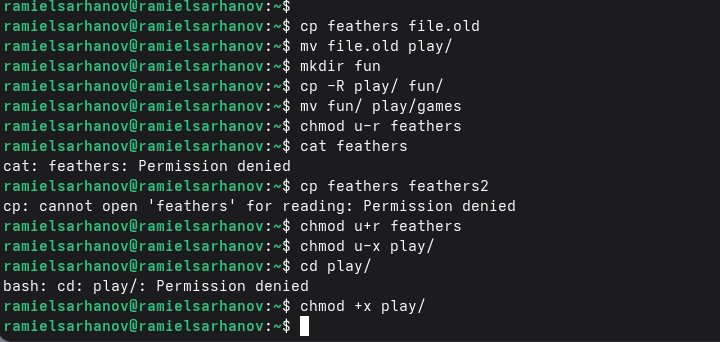 ramielsarhanov@ramielsarhanov:~$
ramielsarhanov@ramielsarhanov:~$ cp feathers file.old
ramielsarhanov@ramielsarhanov:~$ mv file.old play/
ramielsarhanov@ramielsarhanov:~$ mkdir fun
ramielsarhanov@ramielsarhanov:~$ cp -R play/ fun/
ramielsarhanov@ramielsarhanov:~$ mv fun/ play/games
ramielsarhanov@ramielsarhanov:~$ chmod u-r feathers
ramielsarhanov@ramielsarhanov:~$ cat feathers
cat: feathers: Permission denied
ramielsarhanov@ramielsarhanov:~$ cp feathers feathers2
cp: cannot open 'feathers' for reading: Permission denied
ramielsarhanov@ramielsarhanov:~$ chmod u+r feathers
ramielsarhanov@ramielsarhanov:~$ chmod u-x play/
ramielsarhanov@ramielsarhanov:~$ cd play/
bash: cd: play/: Permission denied
ramielsarhanov@ramielsarhanov:~$ chmod +x play/
ramielsarhanov@ramielsarhanov:~$